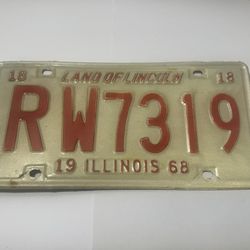 18 LAND OF LINCOLN 18
RW7319
19 ILLINOIS 68